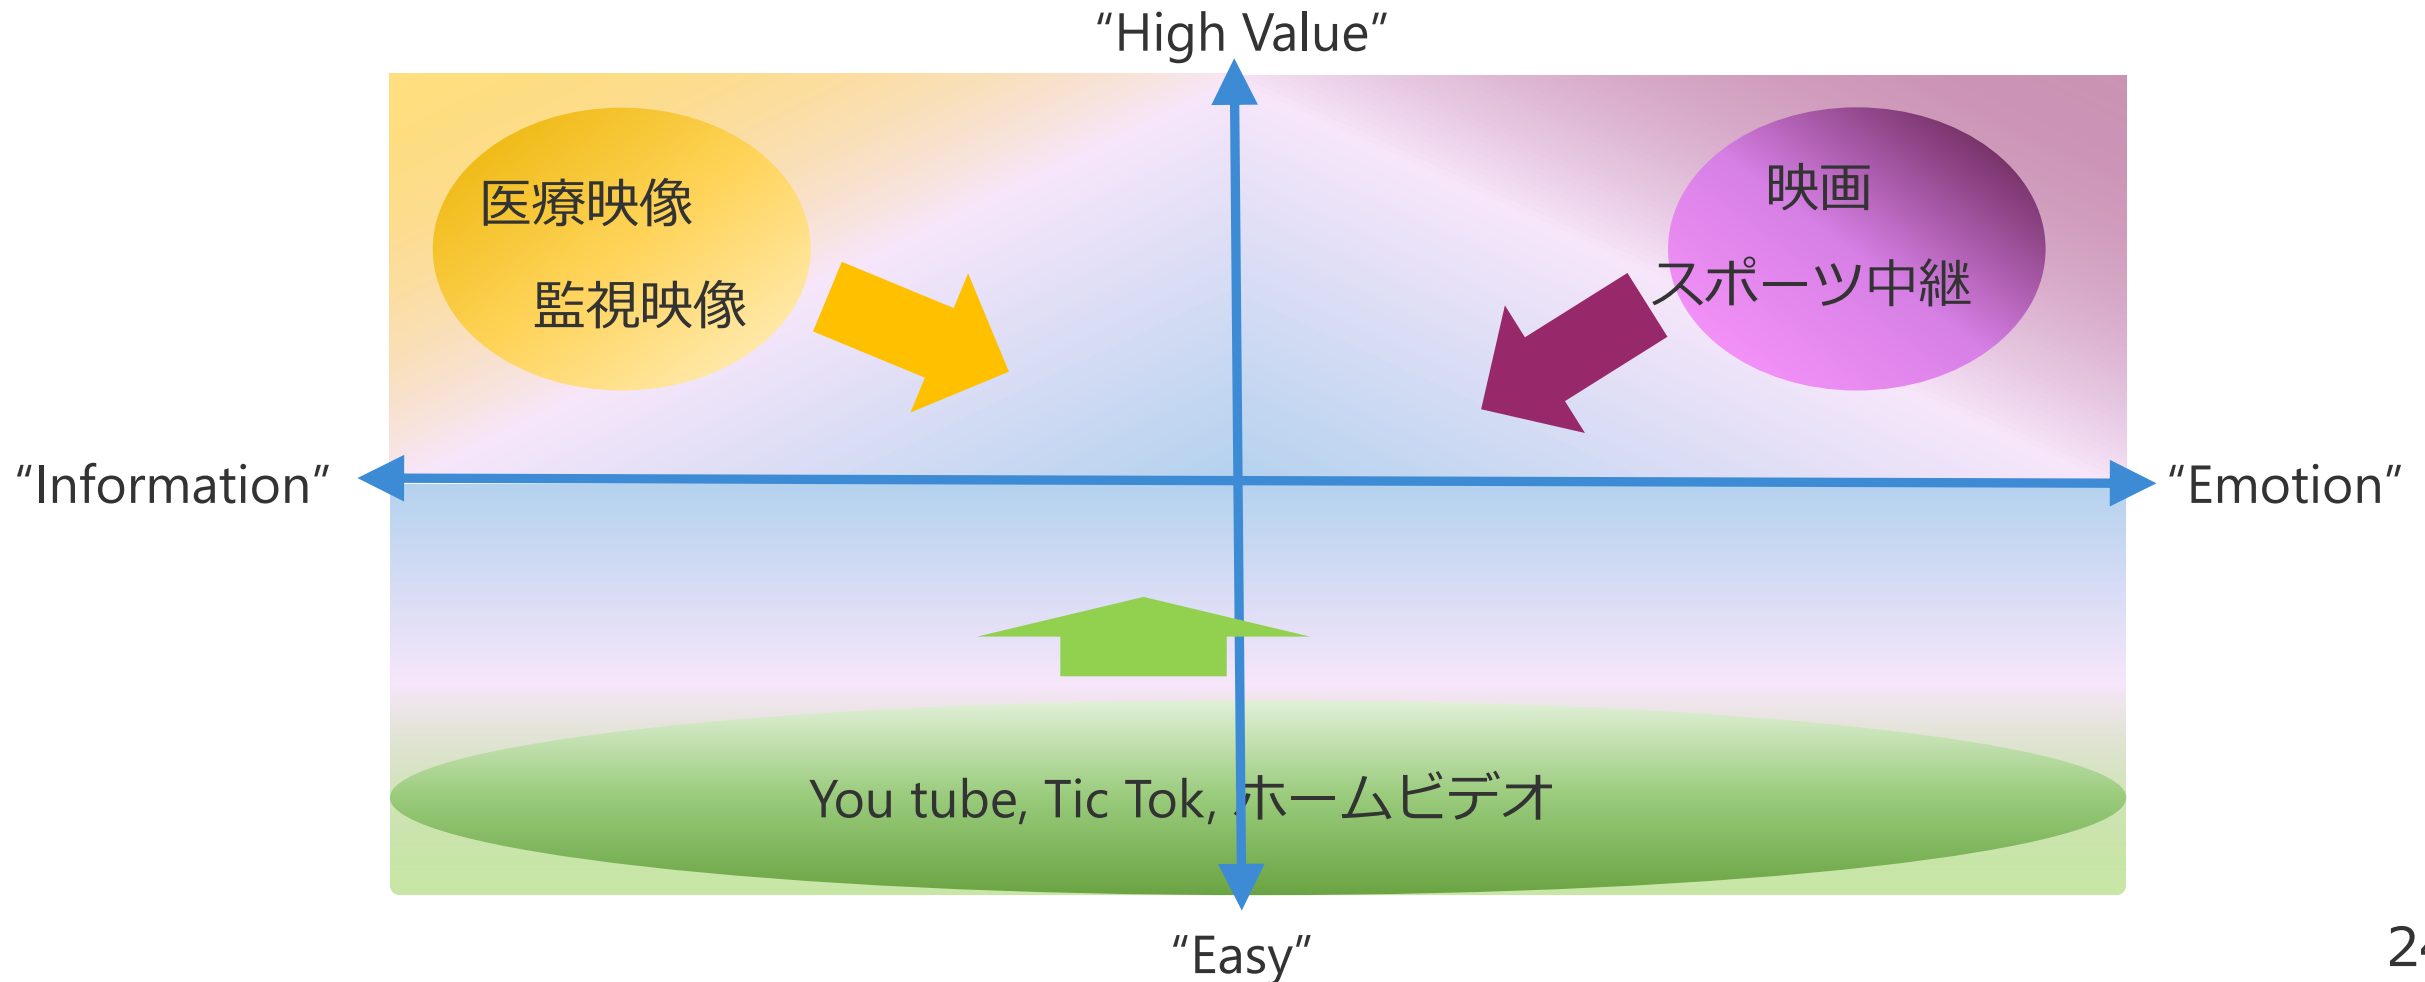 “High Value”
医療映像
監視映像
映画
スポーツ中継
“Information”
“Emotion”
You tube, Tic Tok, ホームビデオ
“Easy”
24